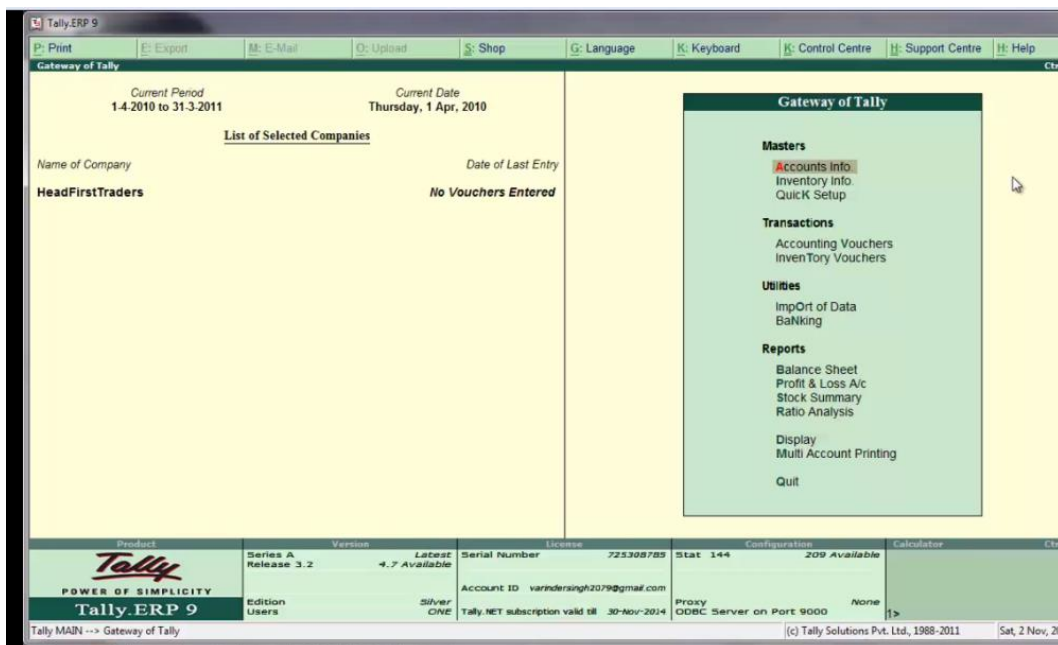 Tally.ERP 9
P: Print E: Export M: E-Mail O: Upload S: Shop G: Language K: Keyboard K: Control Centre H: Support Centre H: Help
Gateway of Tally
Current Period
1-4-2010 to 31-3-2011
Current Date
Thursday, 1 Apr, 2010
List of Selected Companies
Name of Company Date of Last Entry
HeadFirstTraders No Vouchers Entered
Gateway of Tally
Masters
Accounts Info.
Inventory Info.
QuicK Setup
Transactions
Accounting Vouchers
InvenTory Vouchers
Utilities
ImpOrt of Data
BaNking
Reports
Balance Sheet
Profit & Loss A/c
Stock Summary
Ratio Analysis
Display
Multi Account Printing
Quit
Product Version License Configuration Calculator
Tally
POWER OF SIMPLICITY
Tally.ERP 9
Series A Latest
Release 3.2 4.7 Available
Edition Silver
Users ONE
Serial Number 725308785
Account ID varindersingh2079@gmail.com
Tally.NET subscription valid till 30-Nov-2014
Stat 144 209 Available
Proxy None
ODBC Server on Port 9000
1>
Tally MAIN --> Gateway of Tally (c) Tally Solutions Pvt. Ltd., 1988-2011 Sat, 2 Nov,